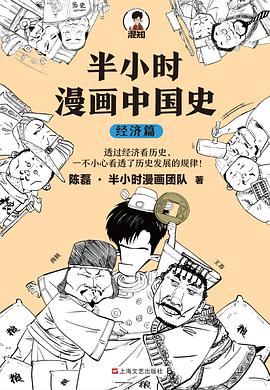 混知
半小时
漫画中国史
经济篇
透过经济看历史,
一不小心看透了历史发展的规律!
陈磊·半小时漫画团队 著
商鞅
王莽
粮
粮
上海文艺出版社